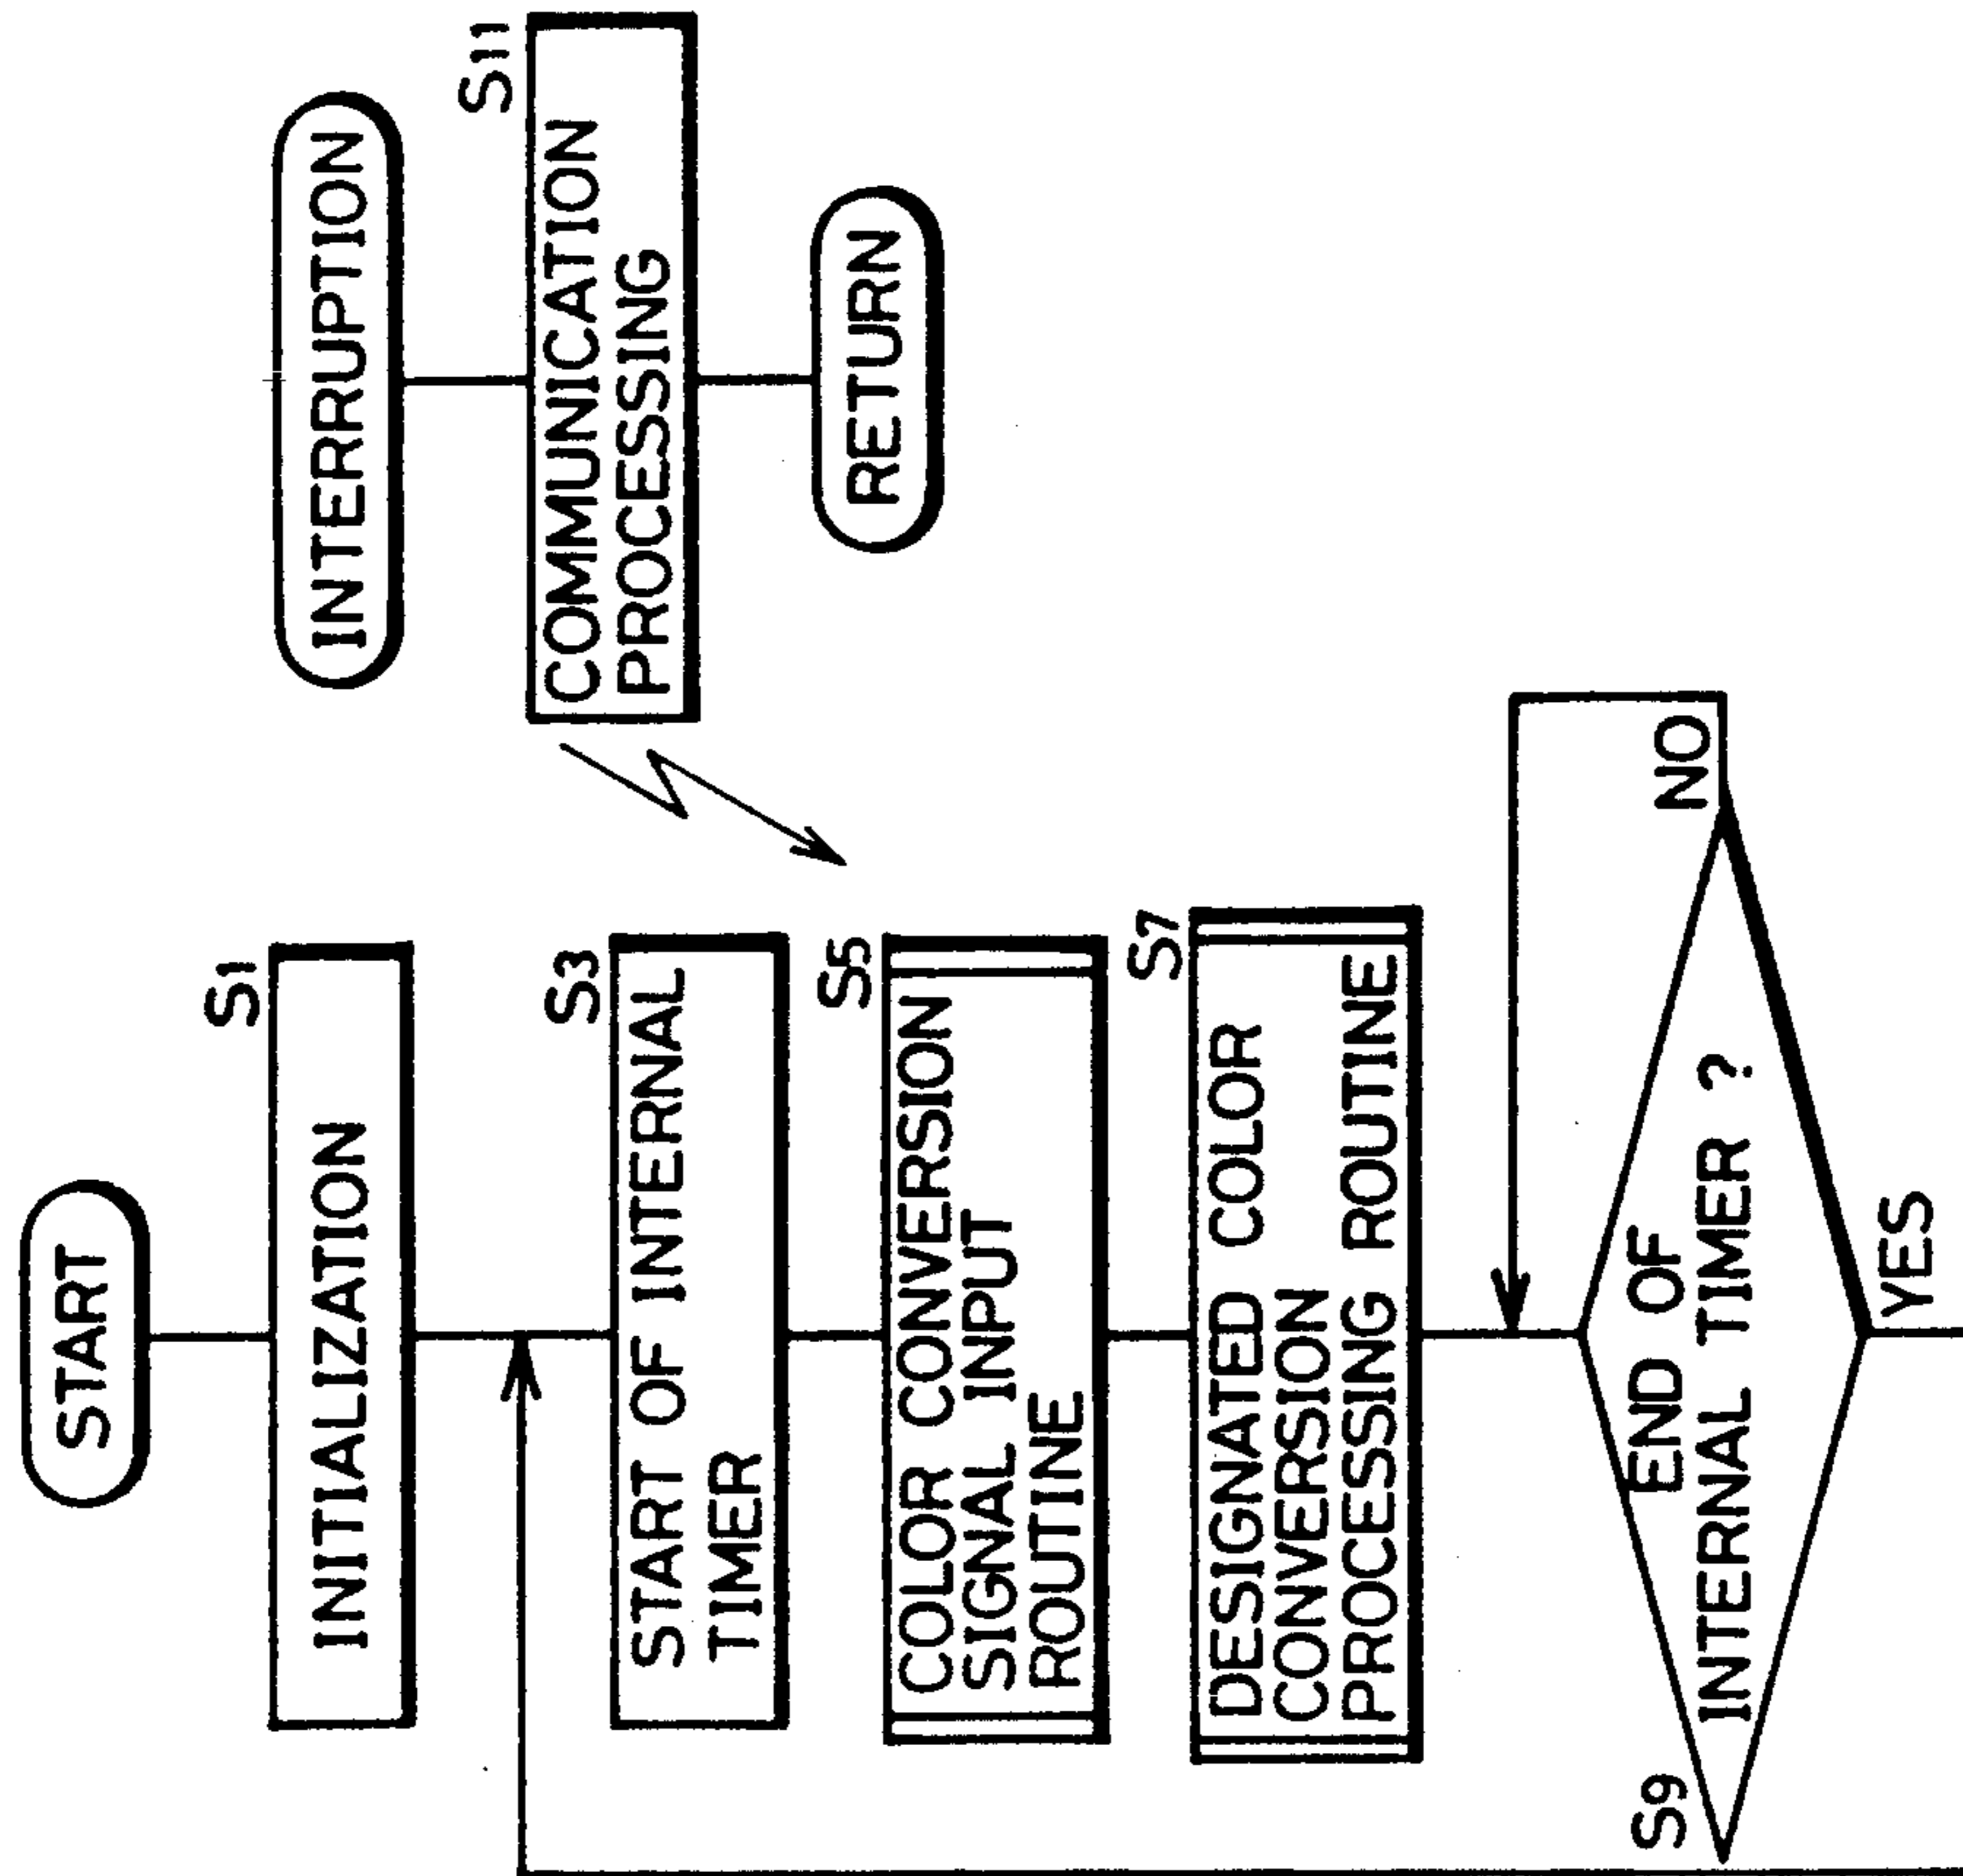 START
S1
INITIALIZATION
S3
START OF INTERNAL
TIMER
S5
COLOR CONVERSION
SIGNAL INPUT
ROUTINE
S7
DESIGNATED COLOR
CONVERSION
PROCESSING ROUTINE
S9
END OF
INTERNAL TIMER ?
NO
YES
INTERRUPTION
S11
COMMUNICATION
PROCESSING
RETURN